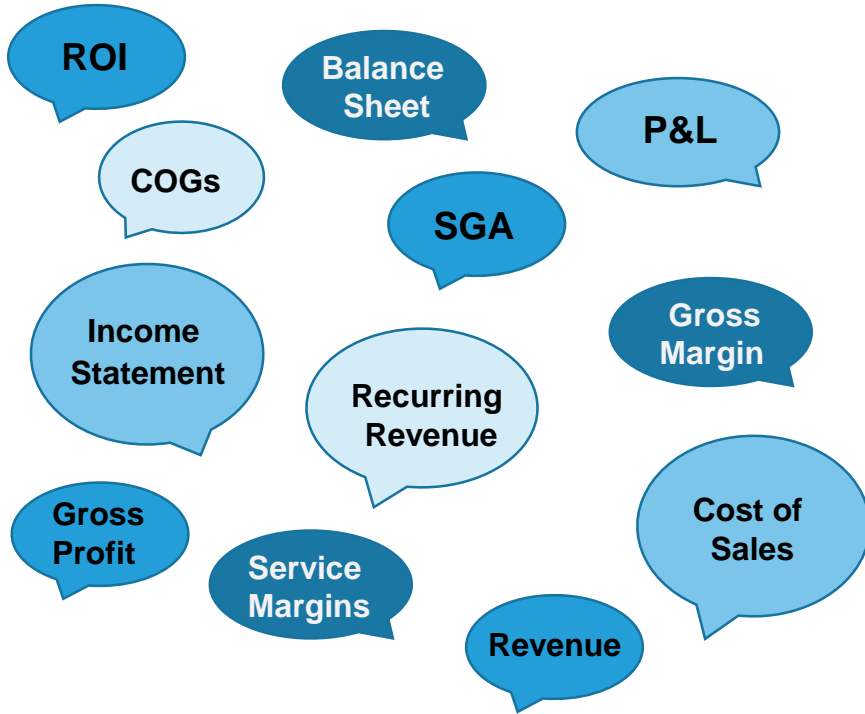 ROI
Balance
Sheet
P&L
COGs
SGA
Income
Statement
Gross
Margin
Recurring
Revenue
Gross
Profit
Cost of
Sales
Service
Margins
Revenue